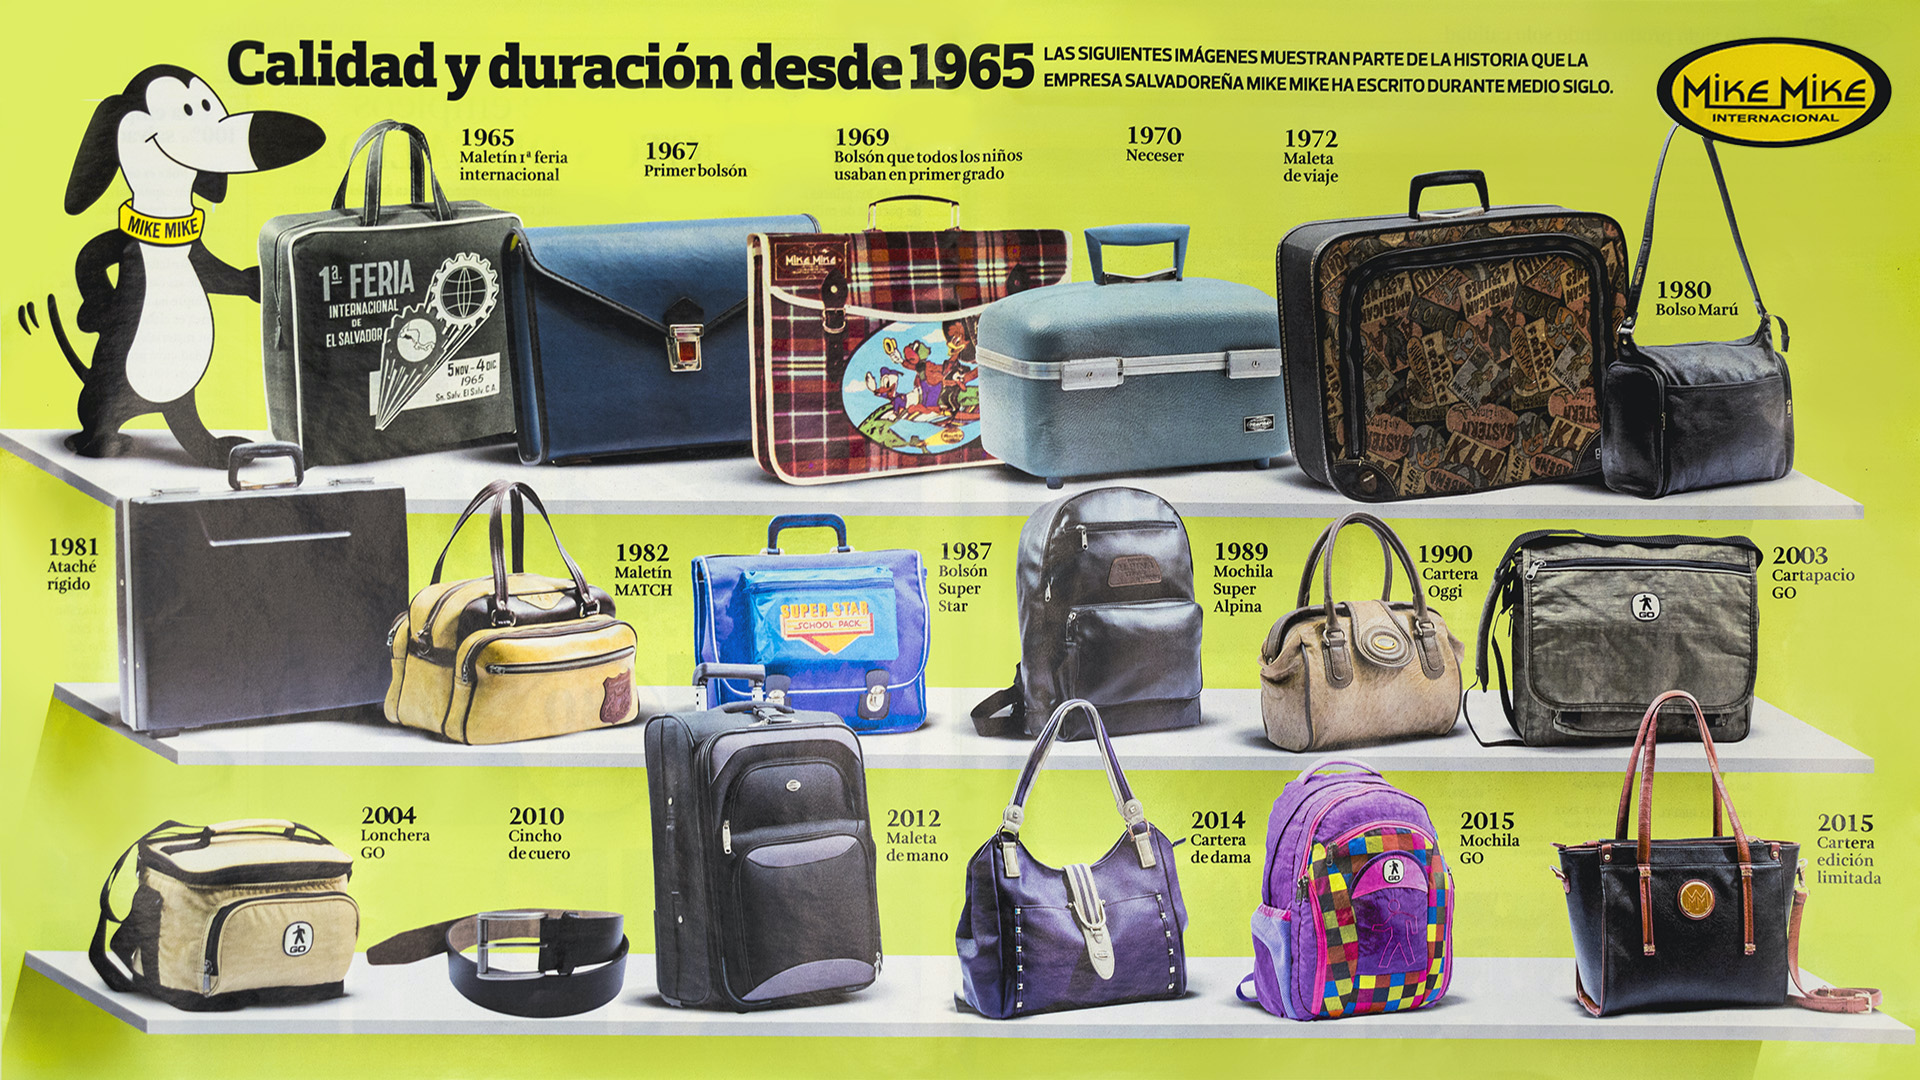 Calidad y duración desde 1965
LAS SIGUIENTES IMÁGENES MUESTRAN PARTE DE LA HISTORIA QUE LA
EMPRESA SALVADOREÑA MIKE MIKE HA ESCRITO DURANTE MEDIO SIGLO.
MIKE MIKE
INTERNACIONAL
MIKE MIKE
1965
Maletín 1ª feria
internacional
1967
Primer bolsón
1969
Bolsón que todos los niños
usaban en primer grado
1970
Neceser
1972
Maleta
de viaje
1980
Bolso Marú
1ª. FERIA
INTERNACIONAL
DE
EL SALVADOR
5 NOV - 4 DIC
1965
Sn. Salv. El Salv. C.A.
MIKE MIKE
KLM
1981
Ataché
rígido
1982
Maletín
MATCH
1987
Bolsón
Super
Star
1989
Mochila
Super
Alpina
1990
Cartera
Oggi
2003
Cartapacio
GO
SUPER STAR
SCHOOL PACK
GO
2004
Lonchera
GO
2010
Cincho
de cuero
2012
Maleta
de mano
2014
Cartera
de dama
2015
Mochila
GO
2015
Cartera
edición
limitada
GO
GO